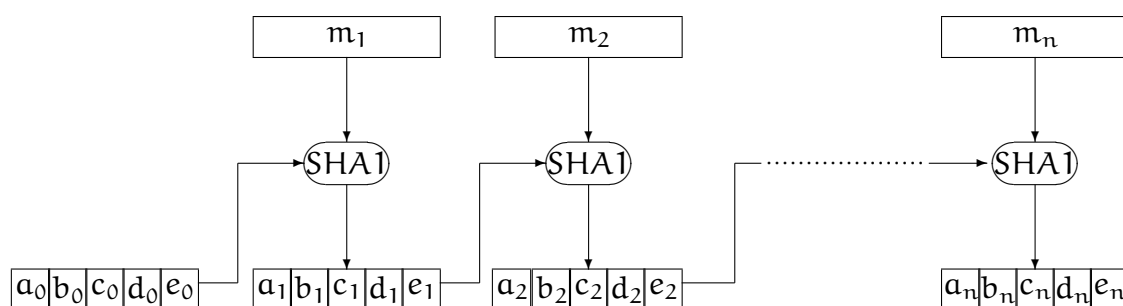 m₁ m₂ mₙ
SHA1 SHA1 .................... SHA1
a₀ b₀ c₀ d₀ e₀ a₁ b₁ c₁ d₁ e₁ a₂ b₂ c₂ d₂ e₂ aₙ bₙ cₙ dₙ eₙ